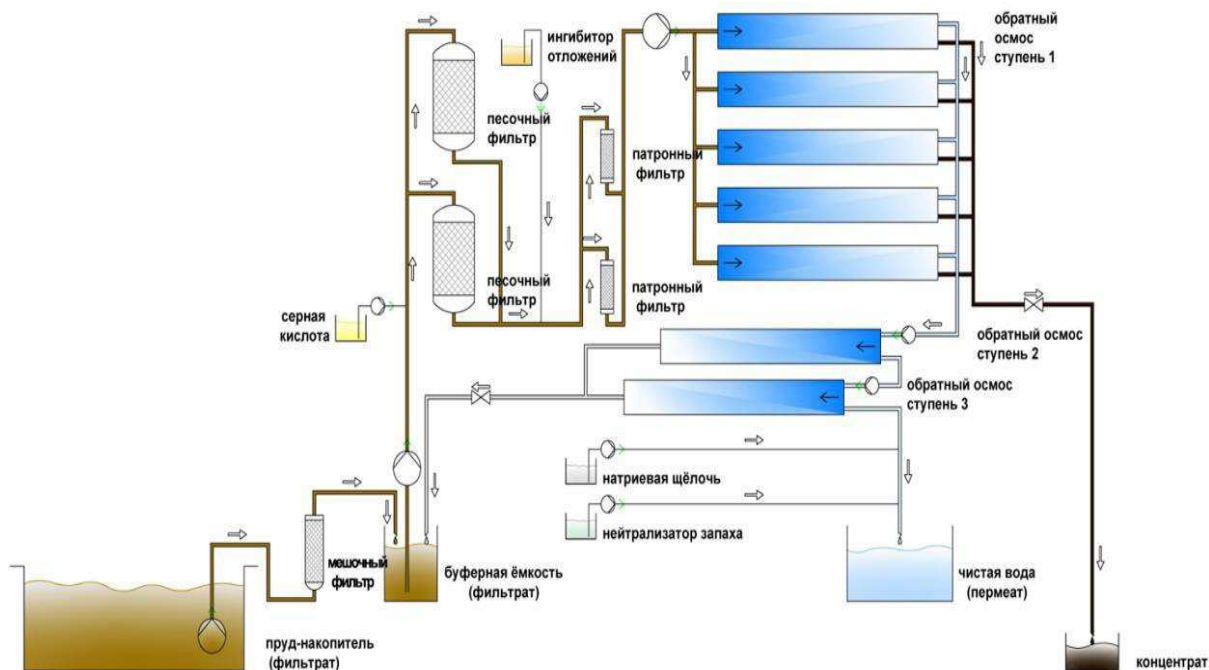 обратный
осмос
ступень 1
ингибитор
отложений
песочный
фильтр
патронный
фильтр
песочный
фильтр
патронный
фильтр
серная
кислота
обратный осмос
ступень 2
обратный осмос
ступень 3
натриевая щёлочь
нейтрализатор запаха
мешочный
фильтр
буферная ёмкость
(фильтрат)
чистая вода
(пермеат)
пруд-накопитель
(фильтрат)
концентрат